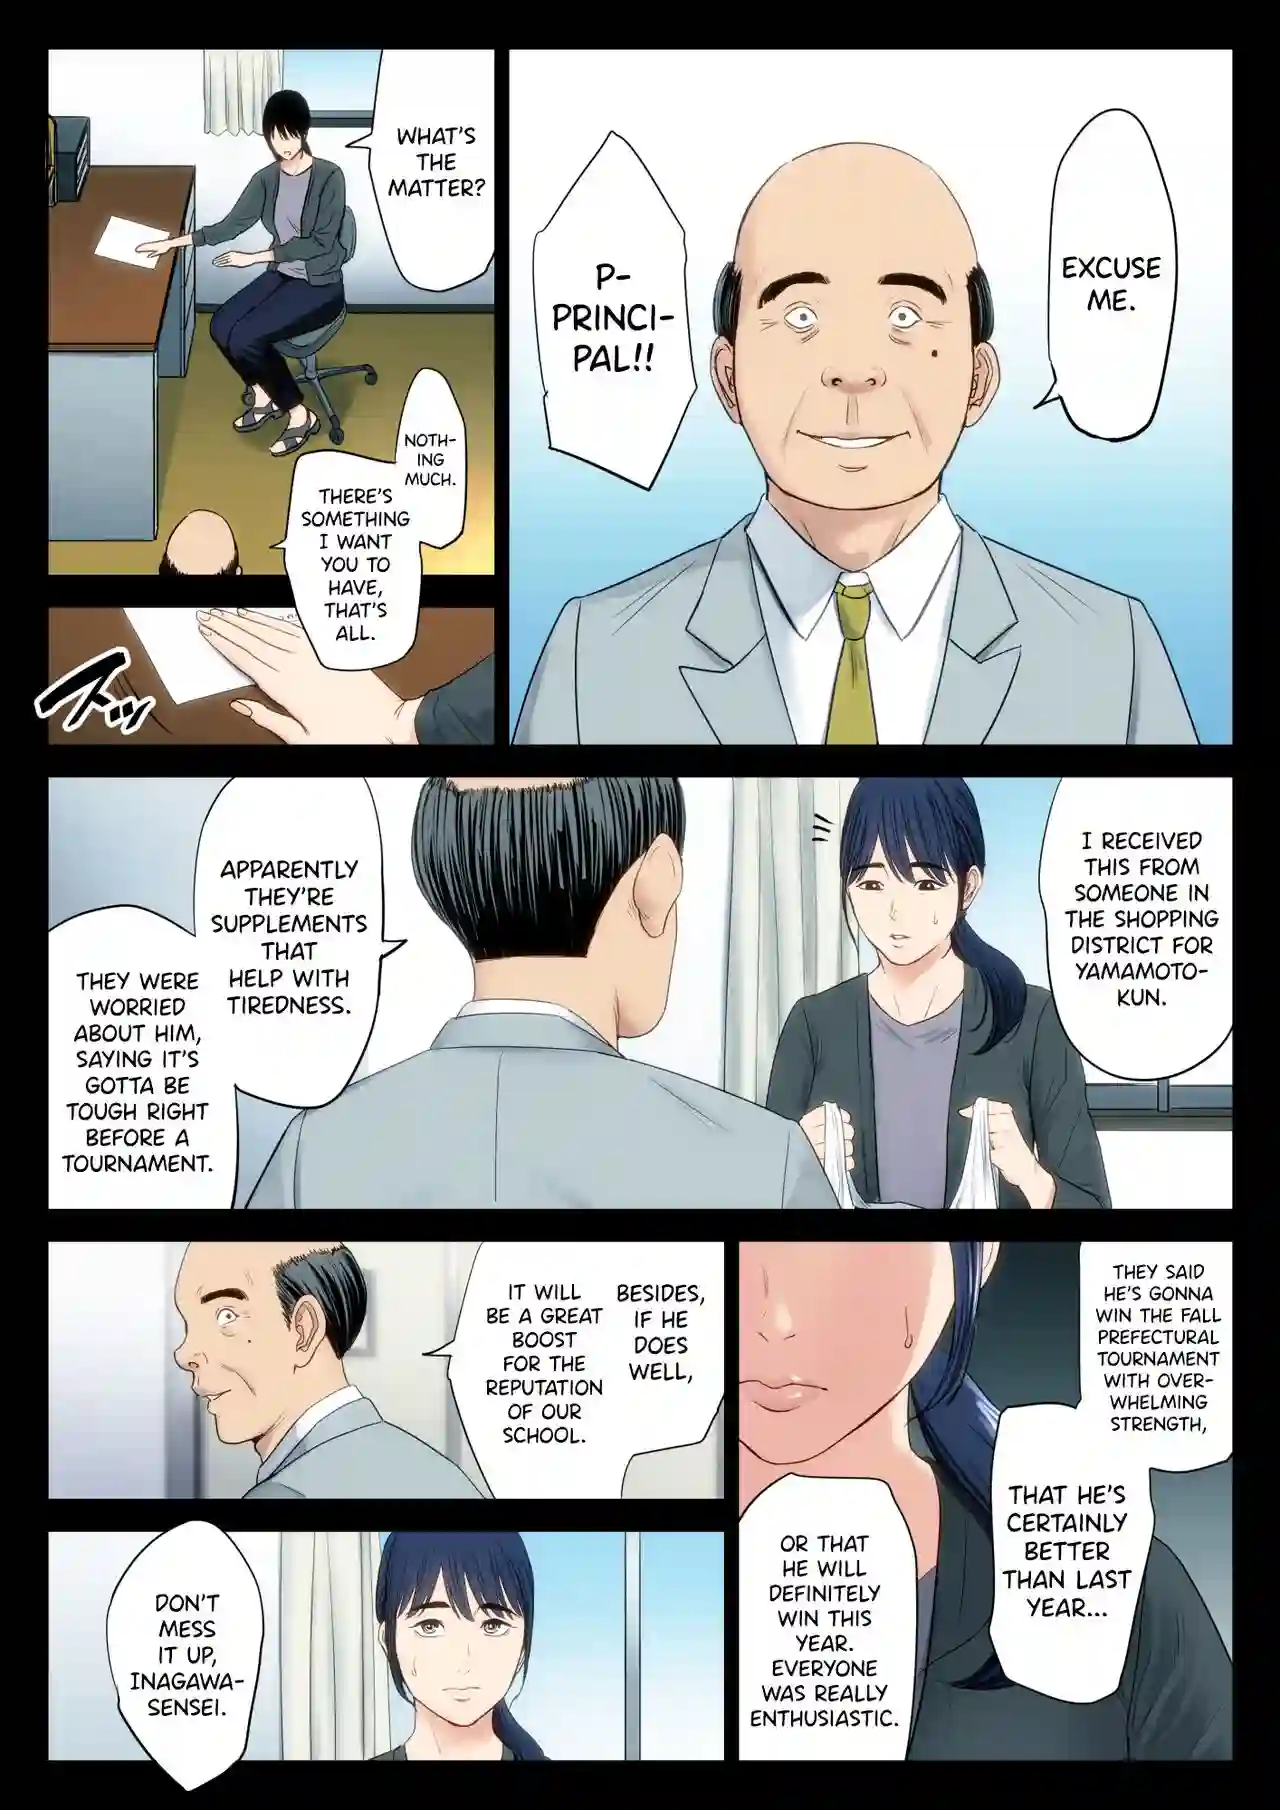 EXCUSE
ME.
P-
PRINCI-
PAL!!
WHAT'S
THE
MATTER?
NOTH-
ING
MUCH.
THERE'S
SOMETHING
I WANT
YOU TO
HAVE,
THAT'S
ALL.
スッ
I RECEIVED
THIS FROM
SOMEONE IN
THE SHOPPING
DISTRICT FOR
YAMAMOTO-
KUN.
APPARENTLY
THEY'RE
SUPPLEMENTS
THAT
HELP WITH
TIREDNESS.
THEY WERE
WORRIED
ABOUT HIM,
SAYING IT'S
GOTTA BE
TOUGH RIGHT
BEFORE A
TOURNAMENT.
THEY SAID
HE'S GONNA
WIN THE FALL
PREFECTURAL
TOURNAMENT
WITH OVER-
WHELMING
STRENGTH,
THAT HE'S
CERTAINLY
BETTER
THAN LAST
YEAR...
OR THAT
HE WILL
DEFINITELY
WIN THIS
YEAR.
EVERYONE
WAS REALLY
ENTHUSIASTIC.
BESIDES,
IF HE
DOES
WELL,
IT WILL
BE A GREAT
BOOST
FOR THE
REPUTATION
OF OUR
SCHOOL.
DON'T
MESS
IT UP,
INAGAWA-
SENSEI.